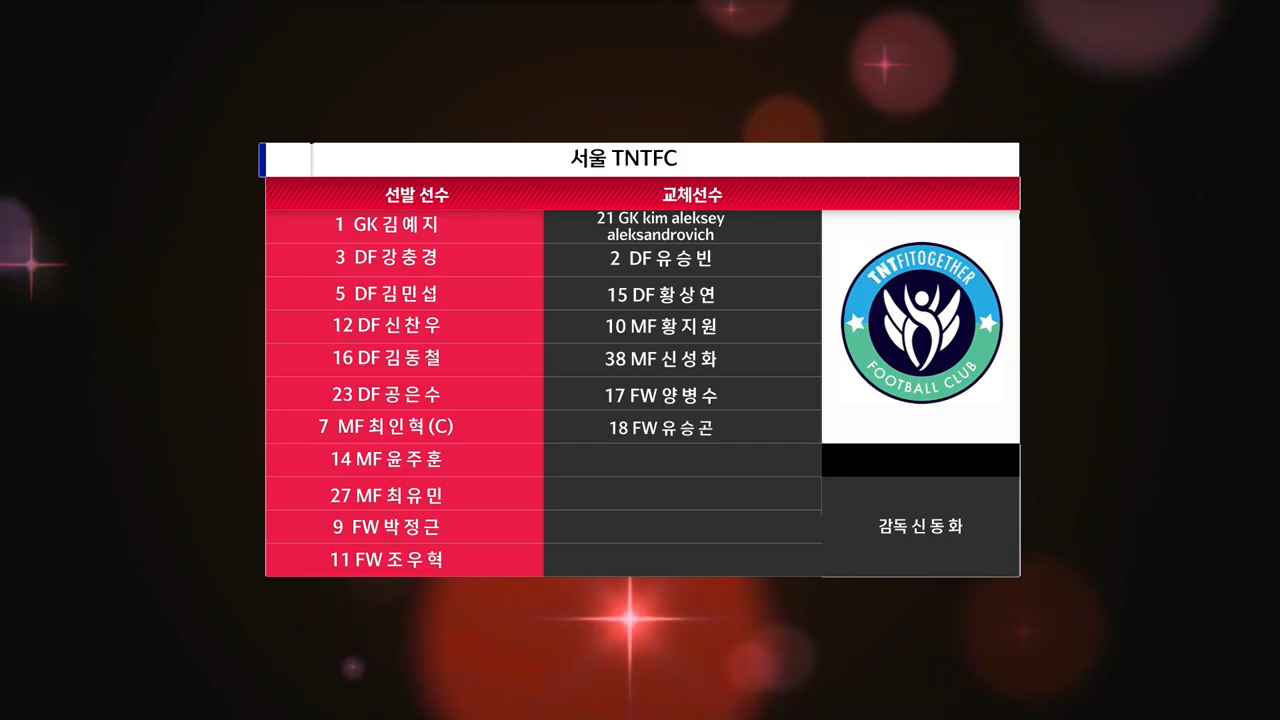 서울 TNTFC
선발 선수
교체선수
1 GK 김 예 지
3 DF 강 충 경
5 DF 김 민 섭
12 DF 신 찬 우
16 DF 김 동 철
23 DF 공 은 수
7 MF 최 인 혁 (C)
14 MF 윤 주 훈
27 MF 최 유 민
9 FW 박 정 근
11 FW 조 우 혁
21 GK kim aleksey
aleksandrovich
2 DF 유 승 빈
15 DF 황 상 연
10 MF 황 지 원
38 MF 신 성 화
17 FW 양 병 수
18 FW 유 승 곤
TNTFITOGETHER
FOOTBALL CLUB
감독 신 동 화